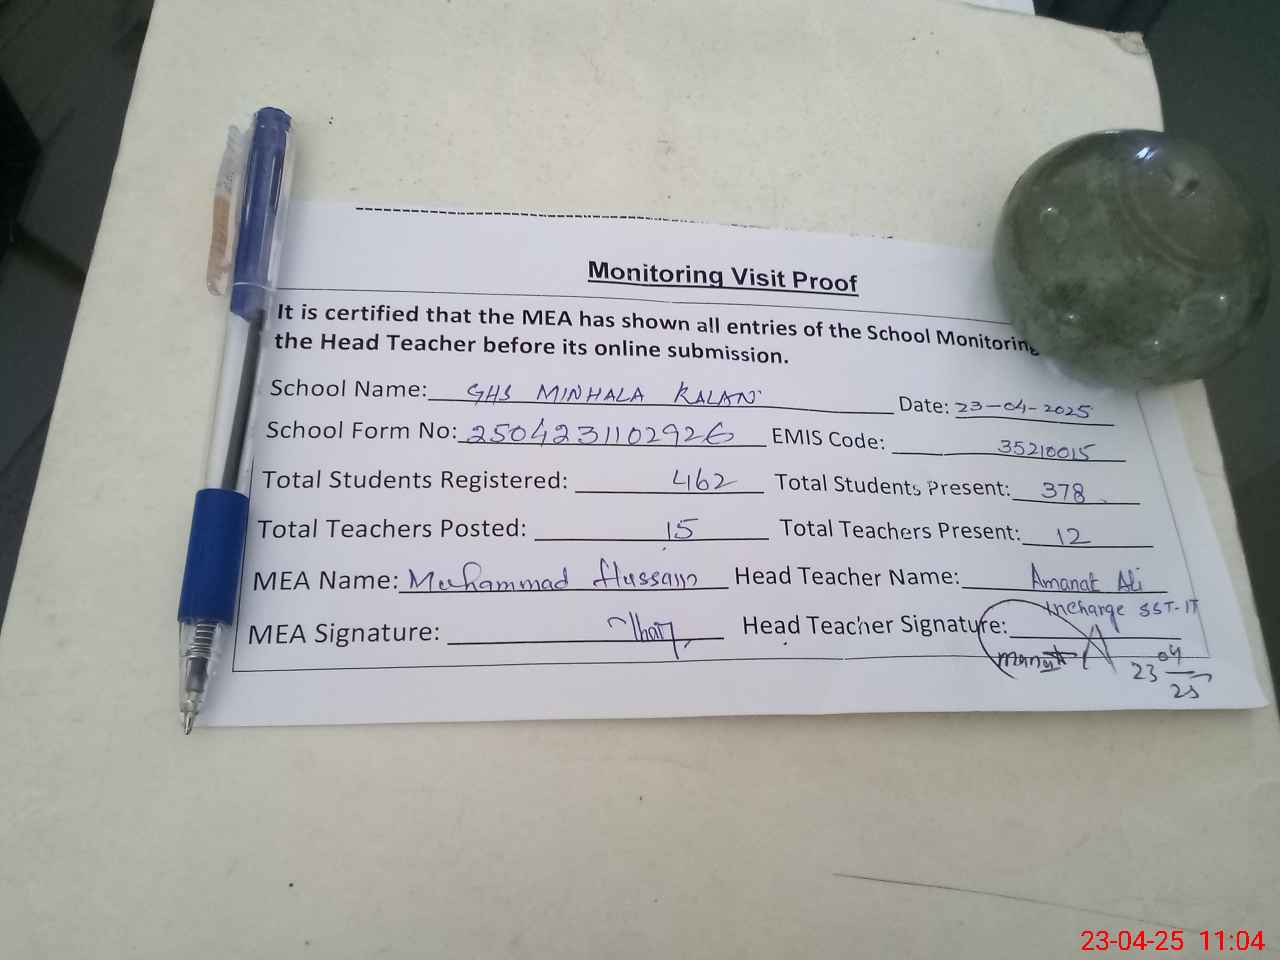 Monitoring Visit Proof
It is certified that the MEA has shown all entries of the School Monitoring
the Head Teacher before its online submission.
School Name: GHS MINHALA KALAN Date: 23-04-2025
School Form No: 2504231102926 EMIS Code: 35210015
Total Students Registered: 462 Total Students Present: 378
Total Teachers Posted: 15 Total Teachers Present: 12
MEA Name: Muhammad Hussain Head Teacher Name: Amanat Ali
Incharge SST-IT
MEA Signature: Head Teacher Signature:
23 04
25
23-04-25 11:04